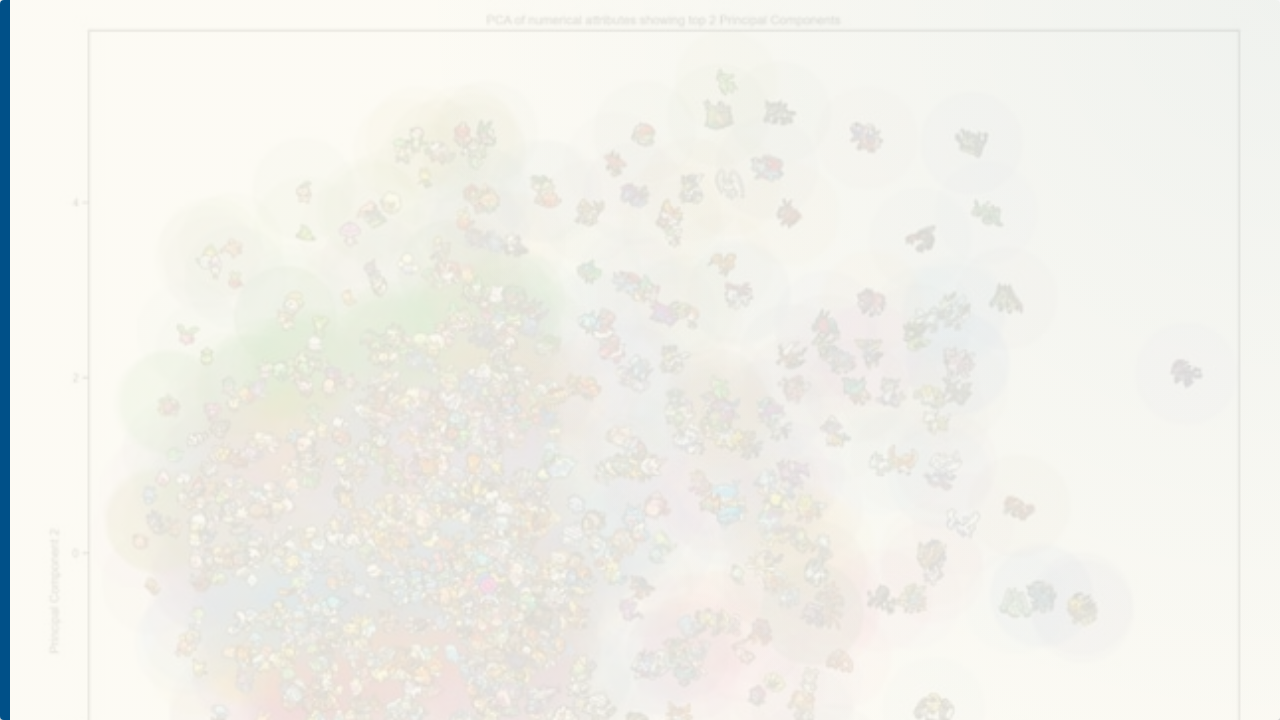 PCA of numerical attributes showing top 2 Principal Components
4
2
0
Principal Component 2